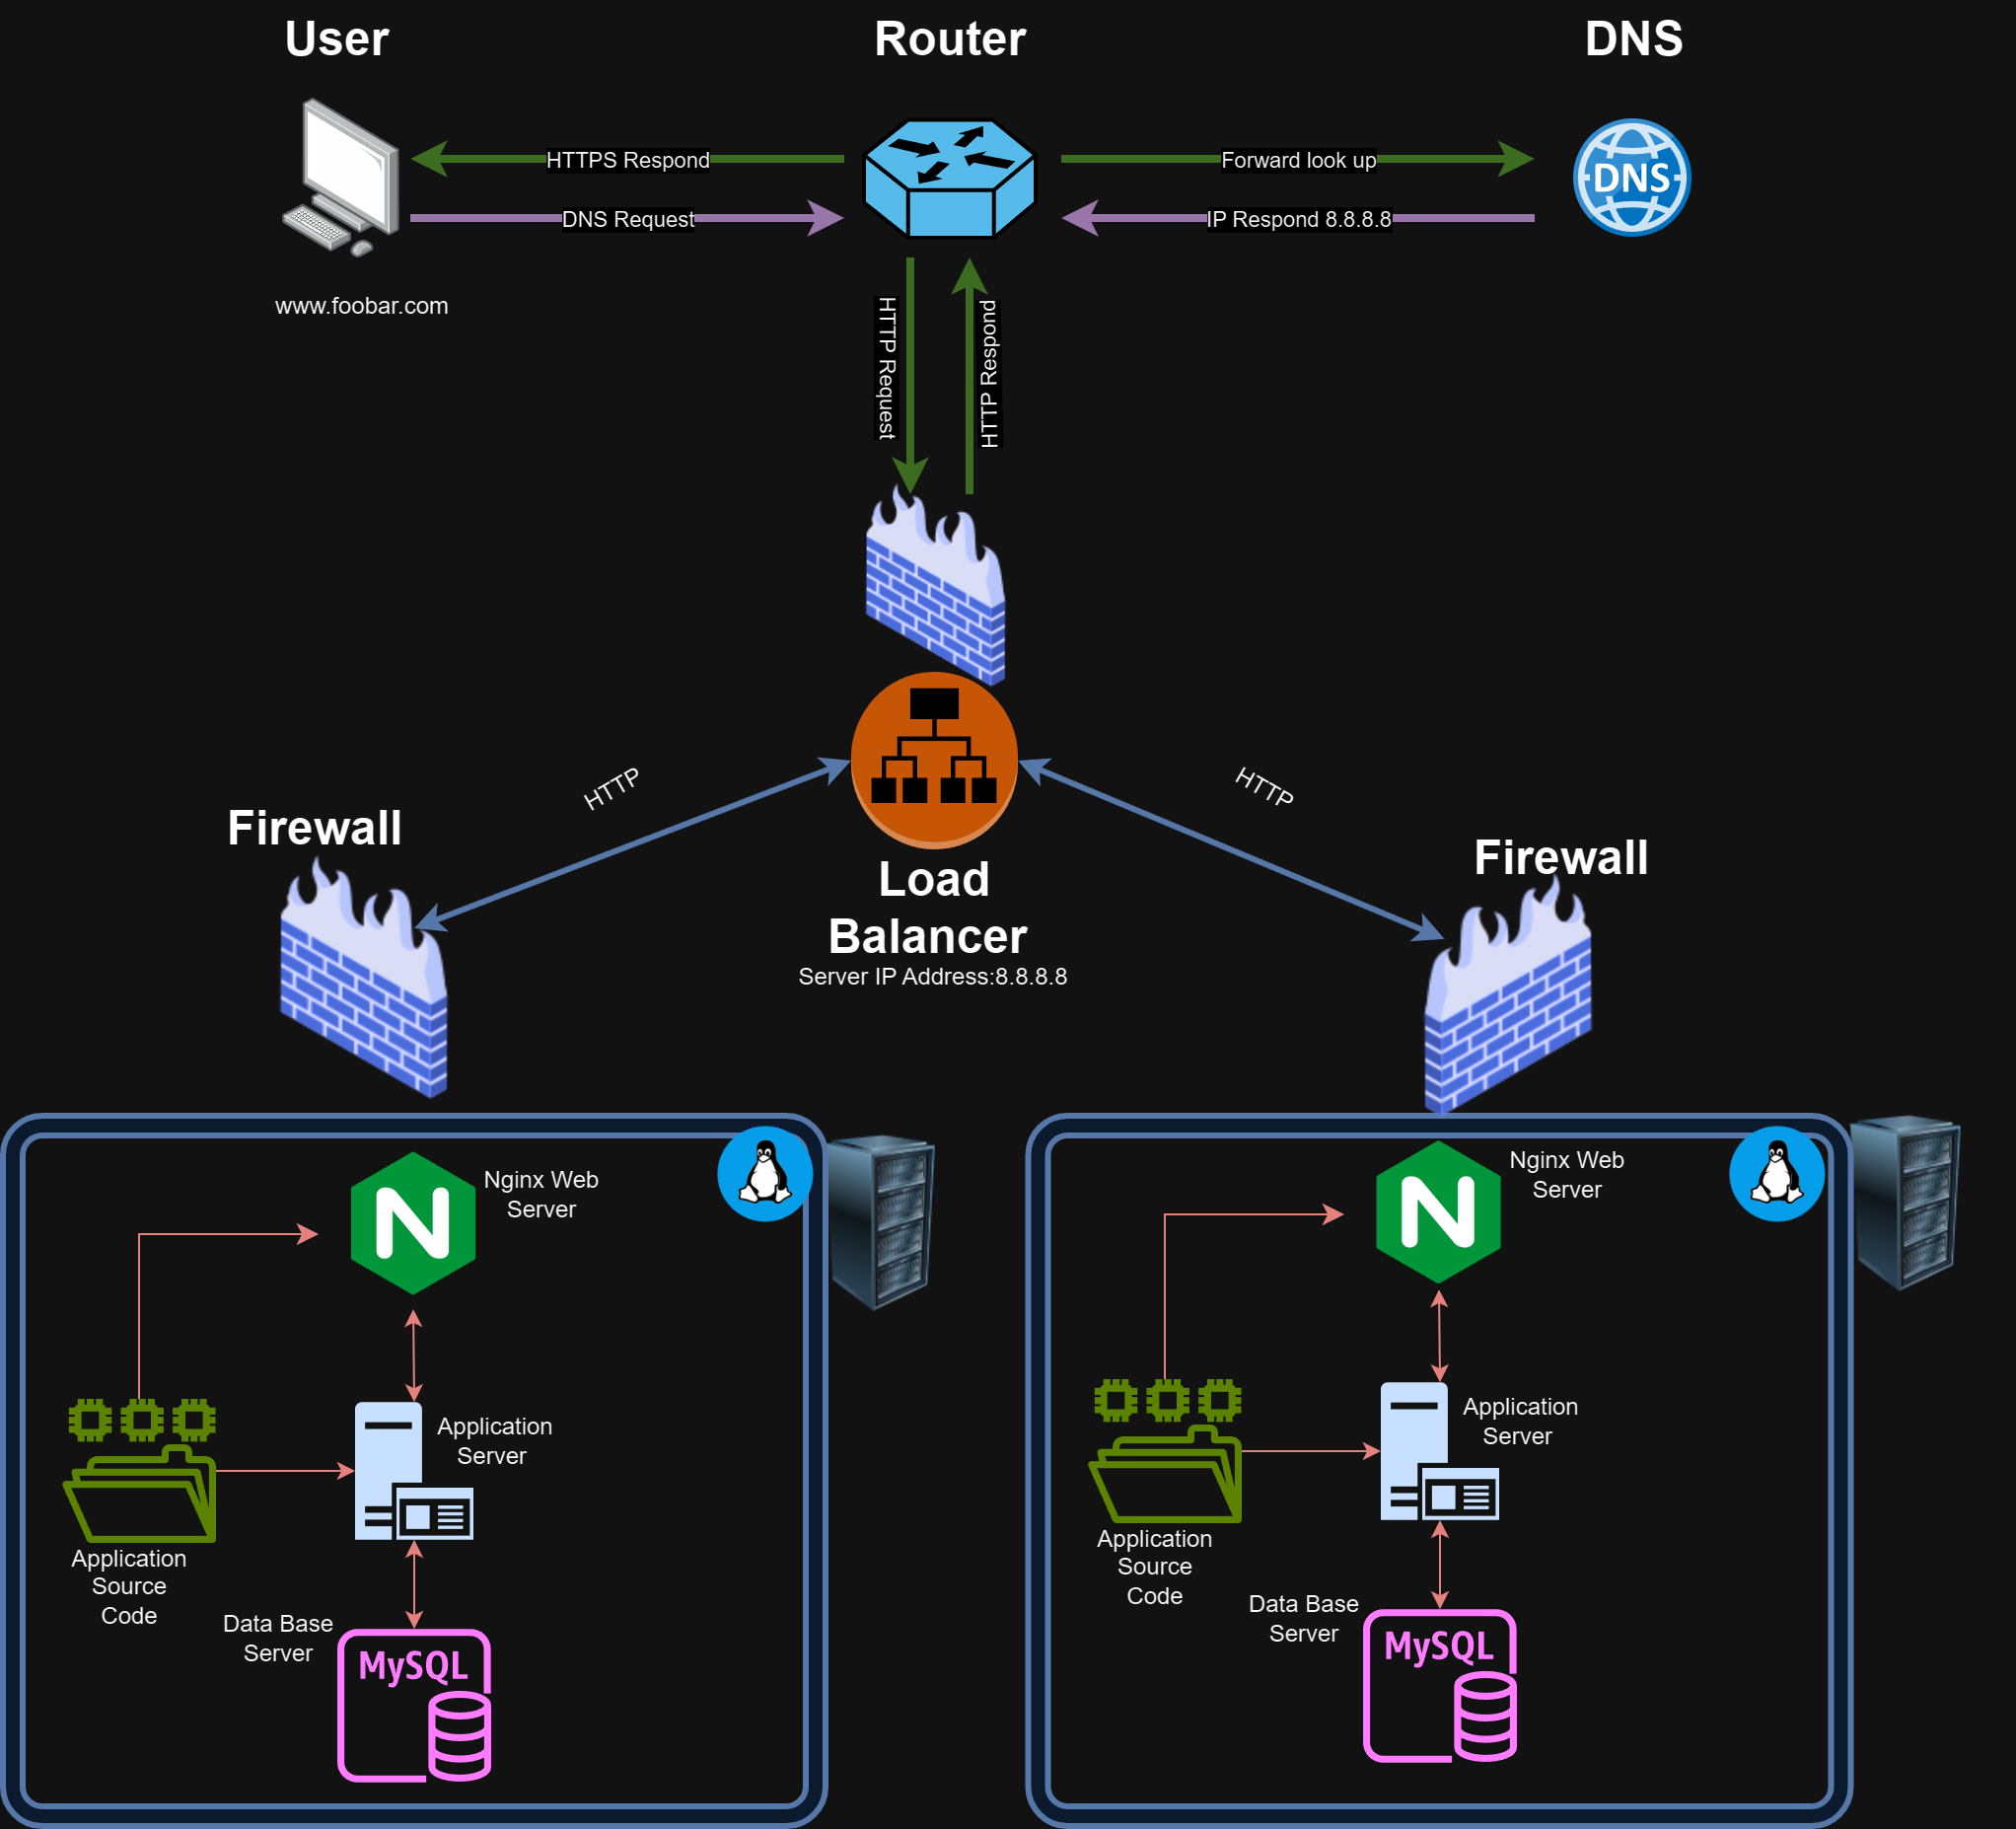 User
Router
DNS
HTTPS Respond
Forward look up
DNS
DNS Request
IP Respond 8.8.8.8
www.foobar.com
HTTP Request
HTTP Respond
HTTP
HTTP
Firewall
Firewall
Load
Balancer
Server IP Address:8.8.8.8
Nginx Web
Server
N
Application
Server
Application
Source
Code
Data Base
Server
MySQL
Nginx Web
Server
N
Application
Server
Application
Source
Code
Data Base
Server
MySQL